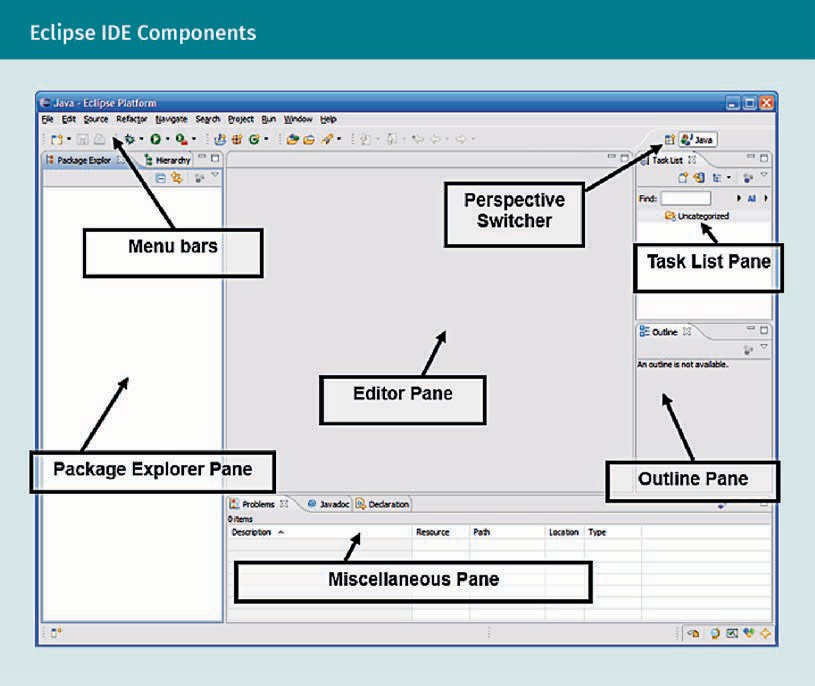 Eclipse IDE Components
Java - Eclipse Platform
File Edit Source Refactor Navigate Search Project Run Window Help
Java
Package Explor Hierarchy
Task List
Perspective
Switcher
Find: All
Uncategorized
Menu bars
Task List Pane
Outline
An outline is not available.
Editor Pane
Package Explorer Pane
Outline Pane
Problems Javadoc Declaration
0 items
Description Resource Path Location Type
Miscellaneous Pane